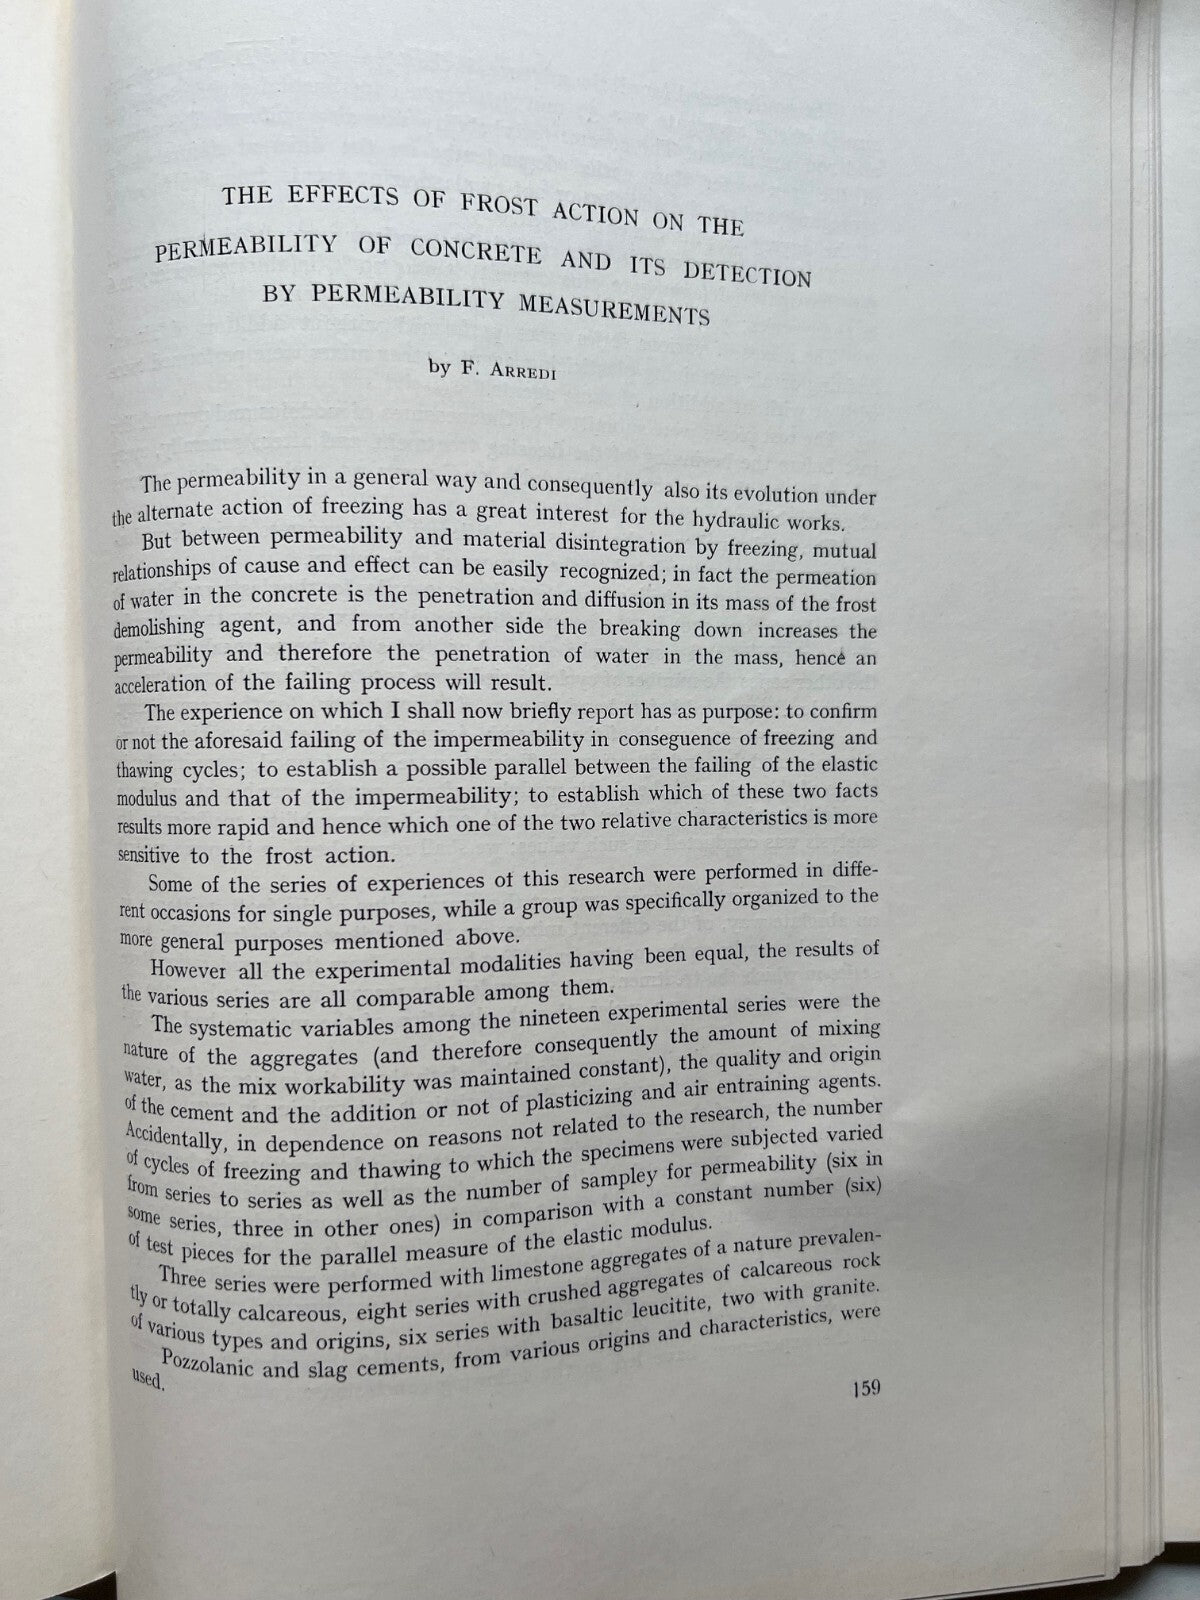 THE EFFECTS OF FROST ACTION ON THE
PERMEABILITY OF CONCRETE AND ITS DETECTION
BY PERMEABILITY MEASUREMENTS
by F. ARREDI
The permeability in a general way and consequently also its evolution under
the alternate action of freezing has a great interest for the hydraulic works.
But between permeability and material disintegration by freezing, mutual
relationships of cause and effect can be easily recognized; in fact the permeation
of water in the concrete is the penetration and diffusion in its mass of the frost
demolishing agent, and from another side the breaking down increases the
permeability and therefore the penetration of water in the mass, hence an
acceleration of the failing process will result.
The experience on which I shall now briefly report has as purpose: to confirm
or not the aforesaid failing of the impermeability in conseguence of freezing and
thawing cycles; to establish a possible parallel between the failing of the elastic
modulus and that of the impermeability; to establish which of these two facts
results more rapid and hence which one of the two relative characteristics is more
sensitive to the frost action.
Some of the series of experiences of this research were performed in diffe-
rent occasions for single purposes, while a group was specifically organized to the
more general purposes mentioned above.
However all the experimental modalities having been equal, the results of
the various series are all comparable among them.
The systematic variables among the nineteen experimental series were the
nature of the aggregates (and therefore consequently the amount of mixing
water, as the mix workability was maintained constant), the quality and origin
of the cement and the addition or not of plasticizing and air entraining agents.
Accidentally, in dependence on reasons not related to the research, the number
of cycles of freezing and thawing to which the specimens were subjected varied
from series to series as well as the number of sampley for permeability (six in
some series, three in other ones) in comparison with a constant number (six)
of test pieces for the parallel measure of the elastic modulus.
Three series were performed with limestone aggregates of a nature prevalen-
tly or totally calcareous, eight series with crushed aggregates of calcareous rock
of various types and origins, six series with basaltic leucitite, two with granite.
Pozzolanic and slag cements, from various origins and characteristics, were
used.
159